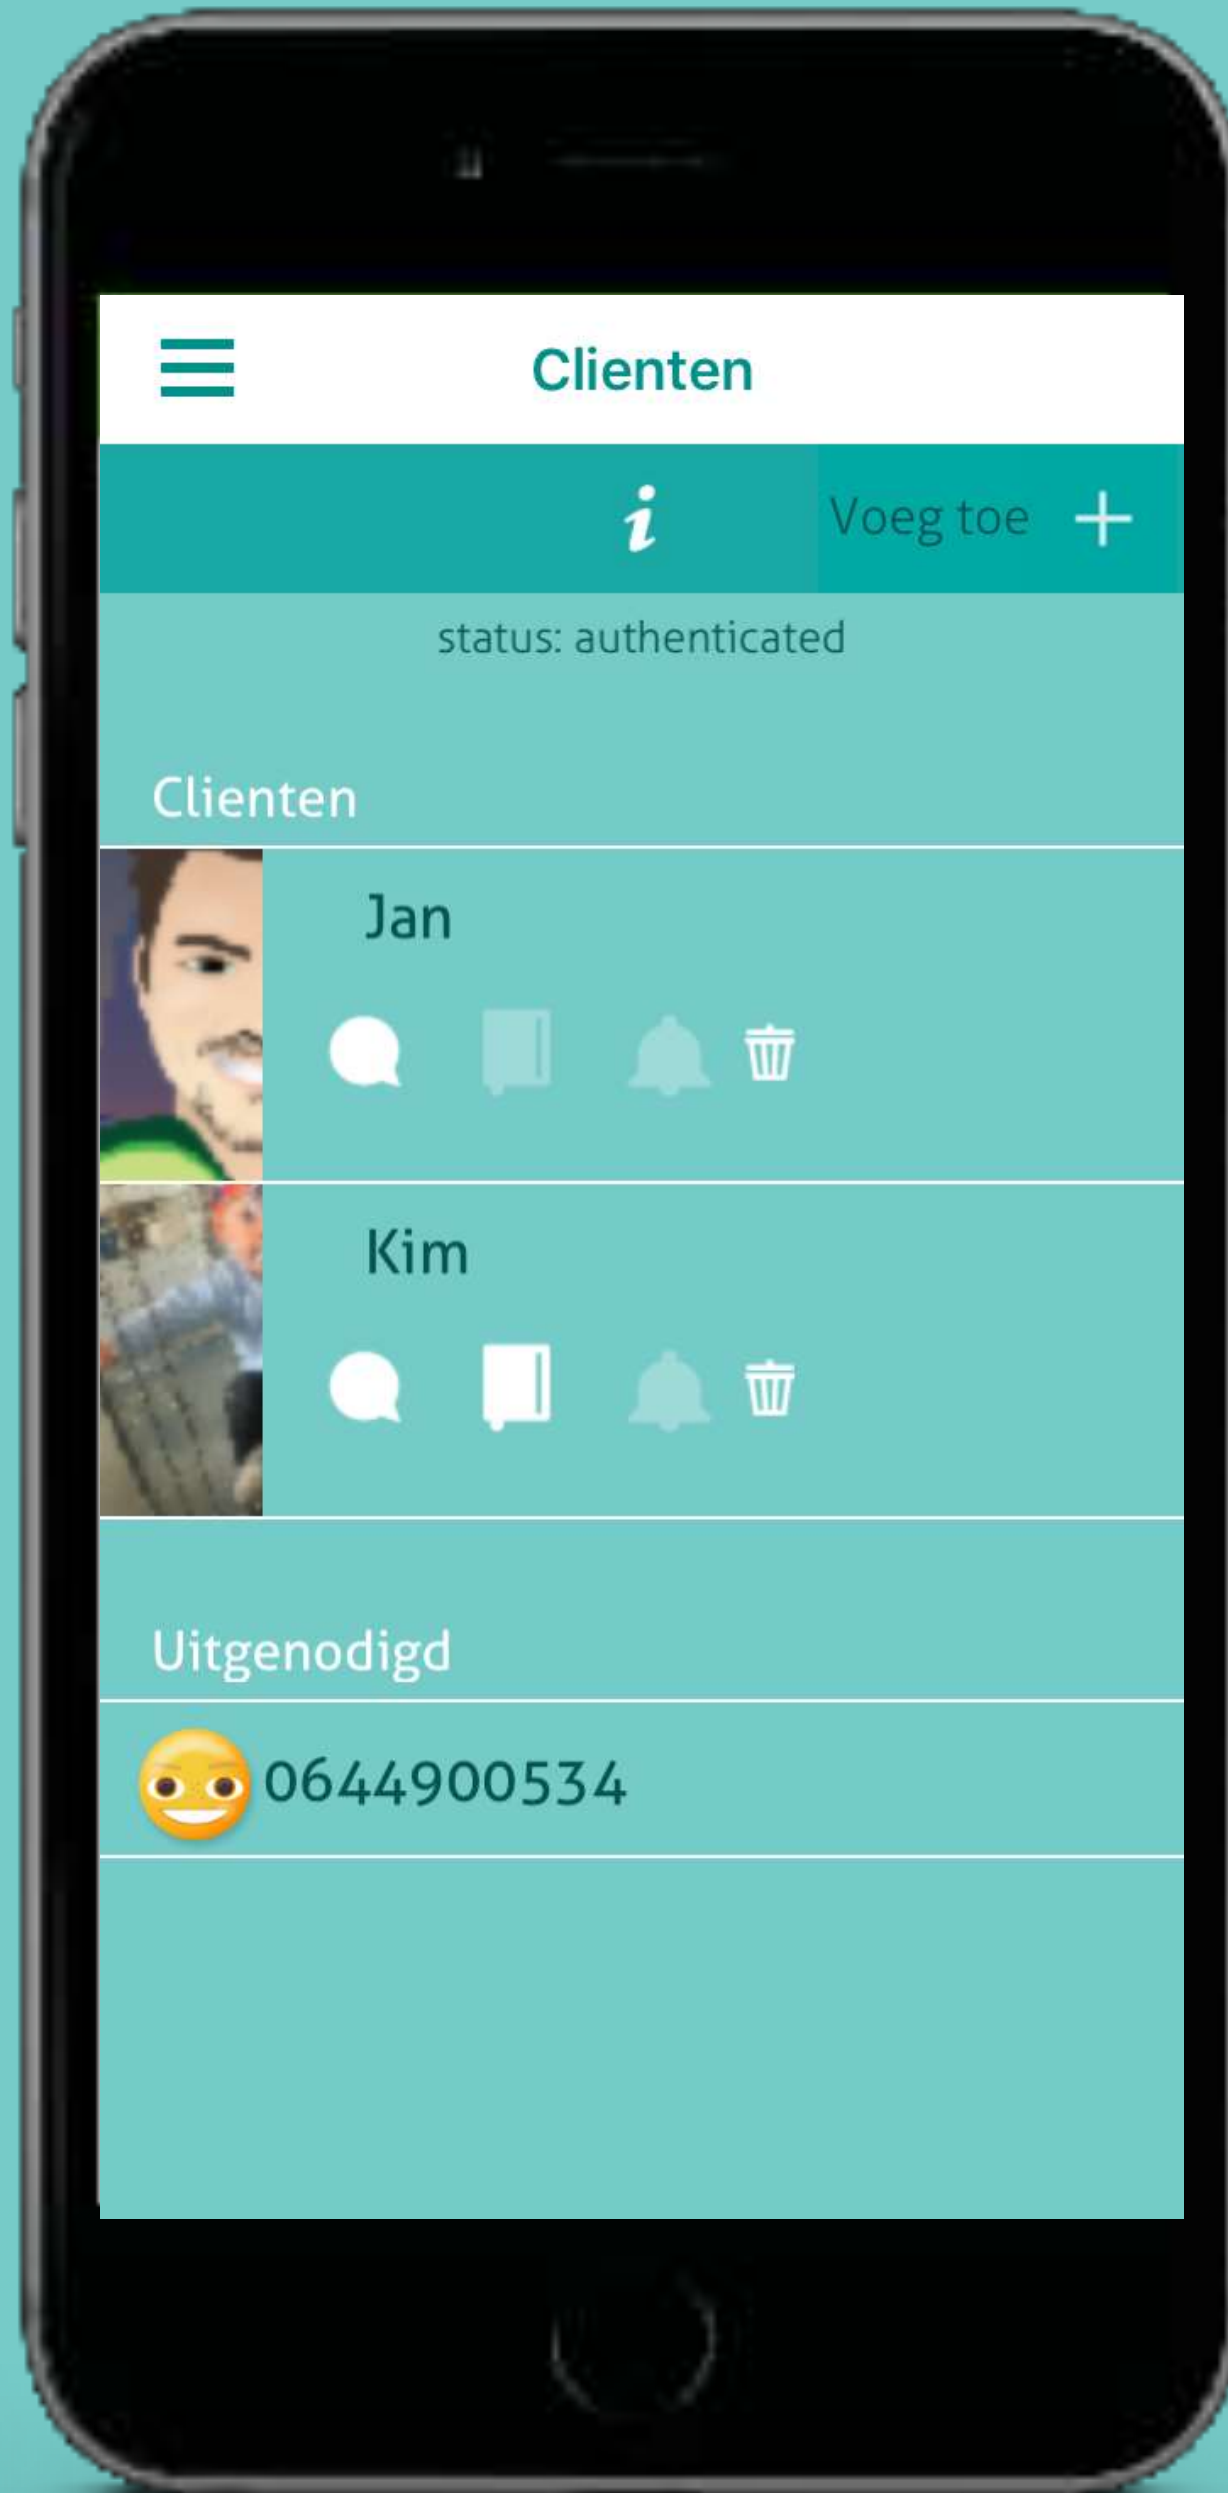 Clienten
i Voeg toe +
status: authenticated
Clienten
Jan
Kim
Uitgenodigd
0644900534